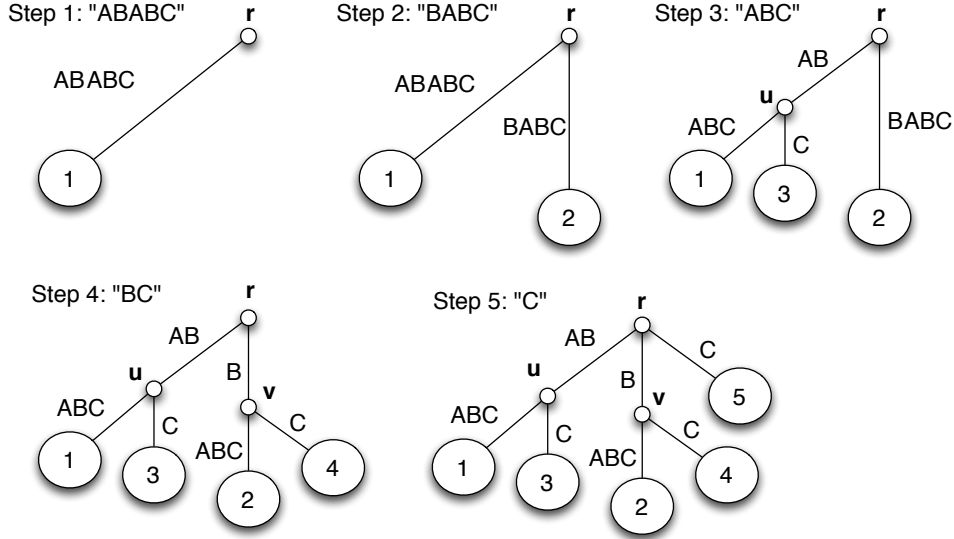 Step 1: "ABABC"
r
ABABC
1
Step 2: "BABC"
r
ABABC
BABC
1
2
Step 3: "ABC"
r
AB
u
ABC
C
BABC
1
3
2
Step 4: "BC"
r
AB
u
B
v
ABC
C
ABC
C
1
3
2
4
Step 5: "C"
r
AB
C
u
B
v
5
ABC
C
ABC
C
1
3
2
4